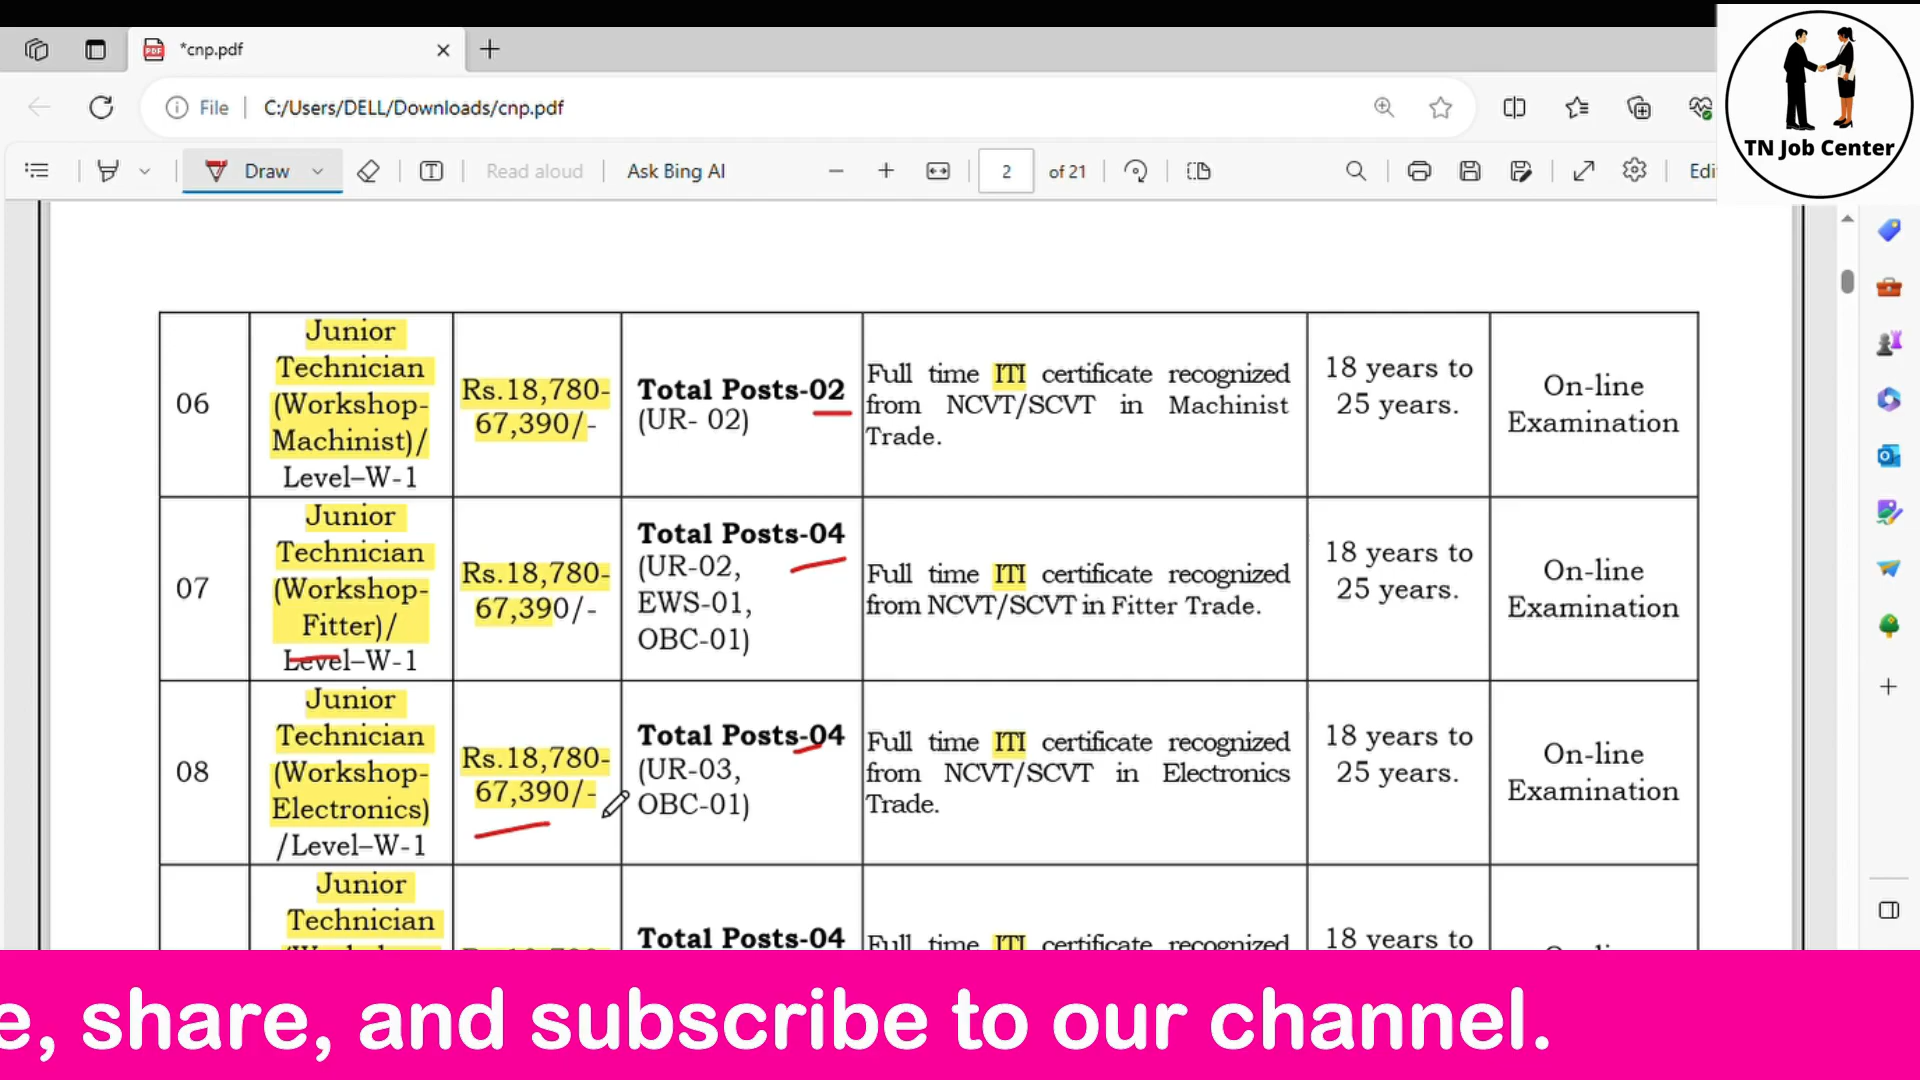 *cnp.pdf
File
C:/Users/DELL/Downloads/cnp.pdf
TN Job Center
Draw
Read aloud
Ask Bing AI
2
of 21
06
Junior
Technician
(Workshop-
Machinist)/
Level–W-1
Rs.18,780-
67,390/-
Total Posts-02
(UR- 02)
Full time ITI certificate recognized
from NCVT/SCVT in Machinist
Trade.
18 years to
25 years.
On-line
Examination
07
Junior
Technician
(Workshop-
Fitter)/
Level–W-1
Rs.18,780-
67,390/-
Total Posts-04
(UR-02,
EWS-01,
OBC-01)
Full time ITI certificate recognized
from NCVT/SCVT in Fitter Trade.
18 years to
25 years.
On-line
Examination
08
Junior
Technician
(Workshop-
Electronics)
/Level–W-1
Rs.18,780-
67,390/-
Total Posts-04
(UR-03,
OBC-01)
Full time ITI certificate recognized
from NCVT/SCVT in Electronics
Trade.
18 years to
25 years.
On-line
Examination
Junior
Technician
Total Posts-04
Full time ITI certificate recognized
18 years to
e, share, and subscribe to our channel.